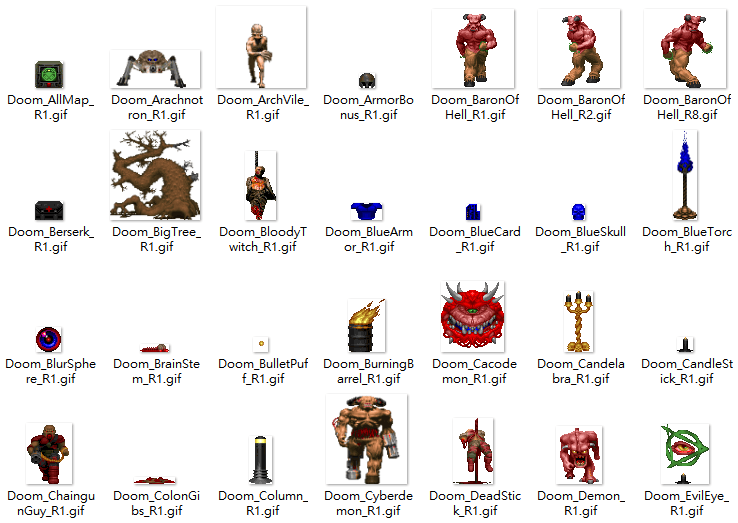 Doom_AllMap_
R1.gif
Doom_Arachnot
ron_R1.gif
Doom_ArchVile_
R1.gif
Doom_ArmorBo
nus_R1.gif
Doom_BaronOf
Hell_R1.gif
Doom_BaronOf
Hell_R2.gif
Doom_BaronOf
Hell_R8.gif
Doom_Berserk_
R1.gif
Doom_BigTree_
R1.gif
Doom_BloodyT
witch_R1.gif
Doom_BlueArm
or_R1.gif
Doom_BlueCard
_R1.gif
Doom_BlueSkull
_R1.gif
Doom_BlueTorc
h_R1.gif
Doom_BlurSphe
re_R1.gif
Doom_BrainSte
m_R1.gif
Doom_BulletPuf
f_R1.gif
Doom_BurningB
arrel_R1.gif
Doom_Cacode
mon_R1.gif
Doom_Candela
bra_R1.gif
Doom_CandleSt
ick_R1.gif
Doom_Chaingu
nGuy_R1.gif
Doom_ColonGi
bs_R1.gif
Doom_Column_
R1.gif
Doom_Cyberde
mon_R1.gif
Doom_DeadStic
k_R1.gif
Doom_Demon_
R1.gif
Doom_EvilEye_
R1.gif